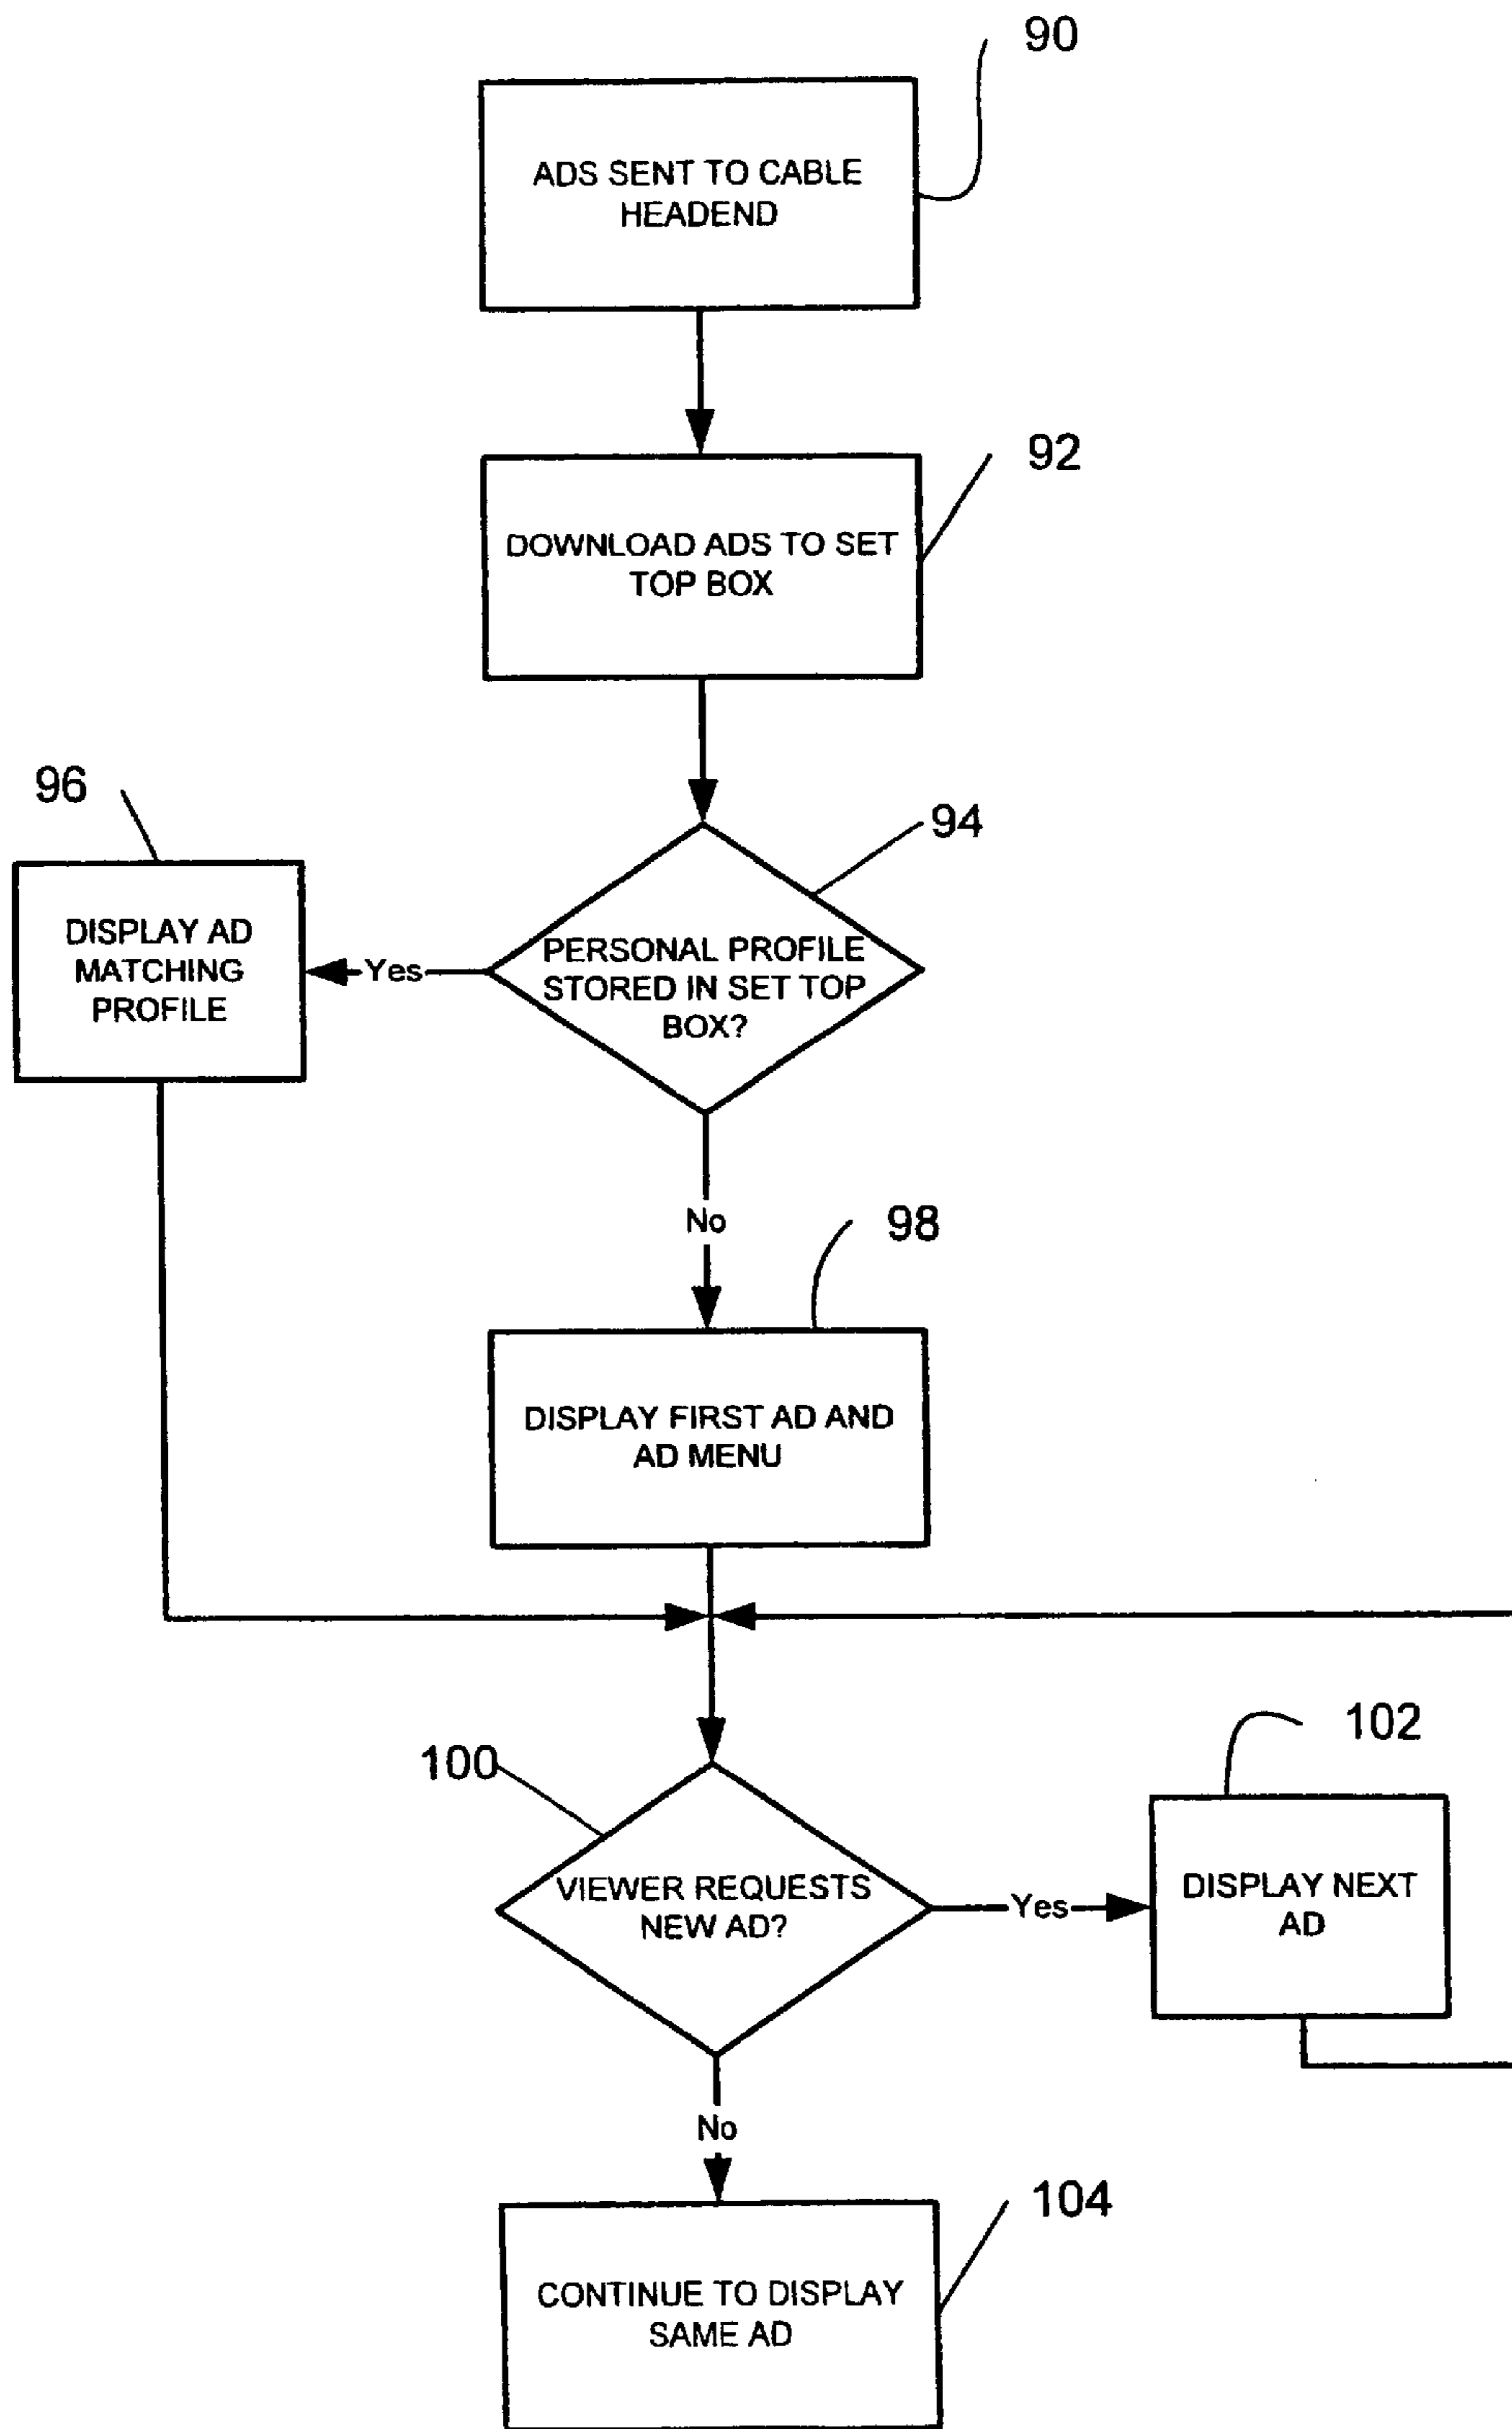 90
ADS SENT TO CABLE
HEADEND
92
DOWNLOAD ADS TO SET
TOP BOX
96
94
DISPLAY AD
MATCHING
PROFILE
Yes
PERSONAL PROFILE
STORED IN SET TOP
BOX?
No
98
DISPLAY FIRST AD AND
AD MENU
100
102
VIEWER REQUESTS
NEW AD?
Yes
DISPLAY NEXT
AD
No
104
CONTINUE TO DISPLAY
SAME AD